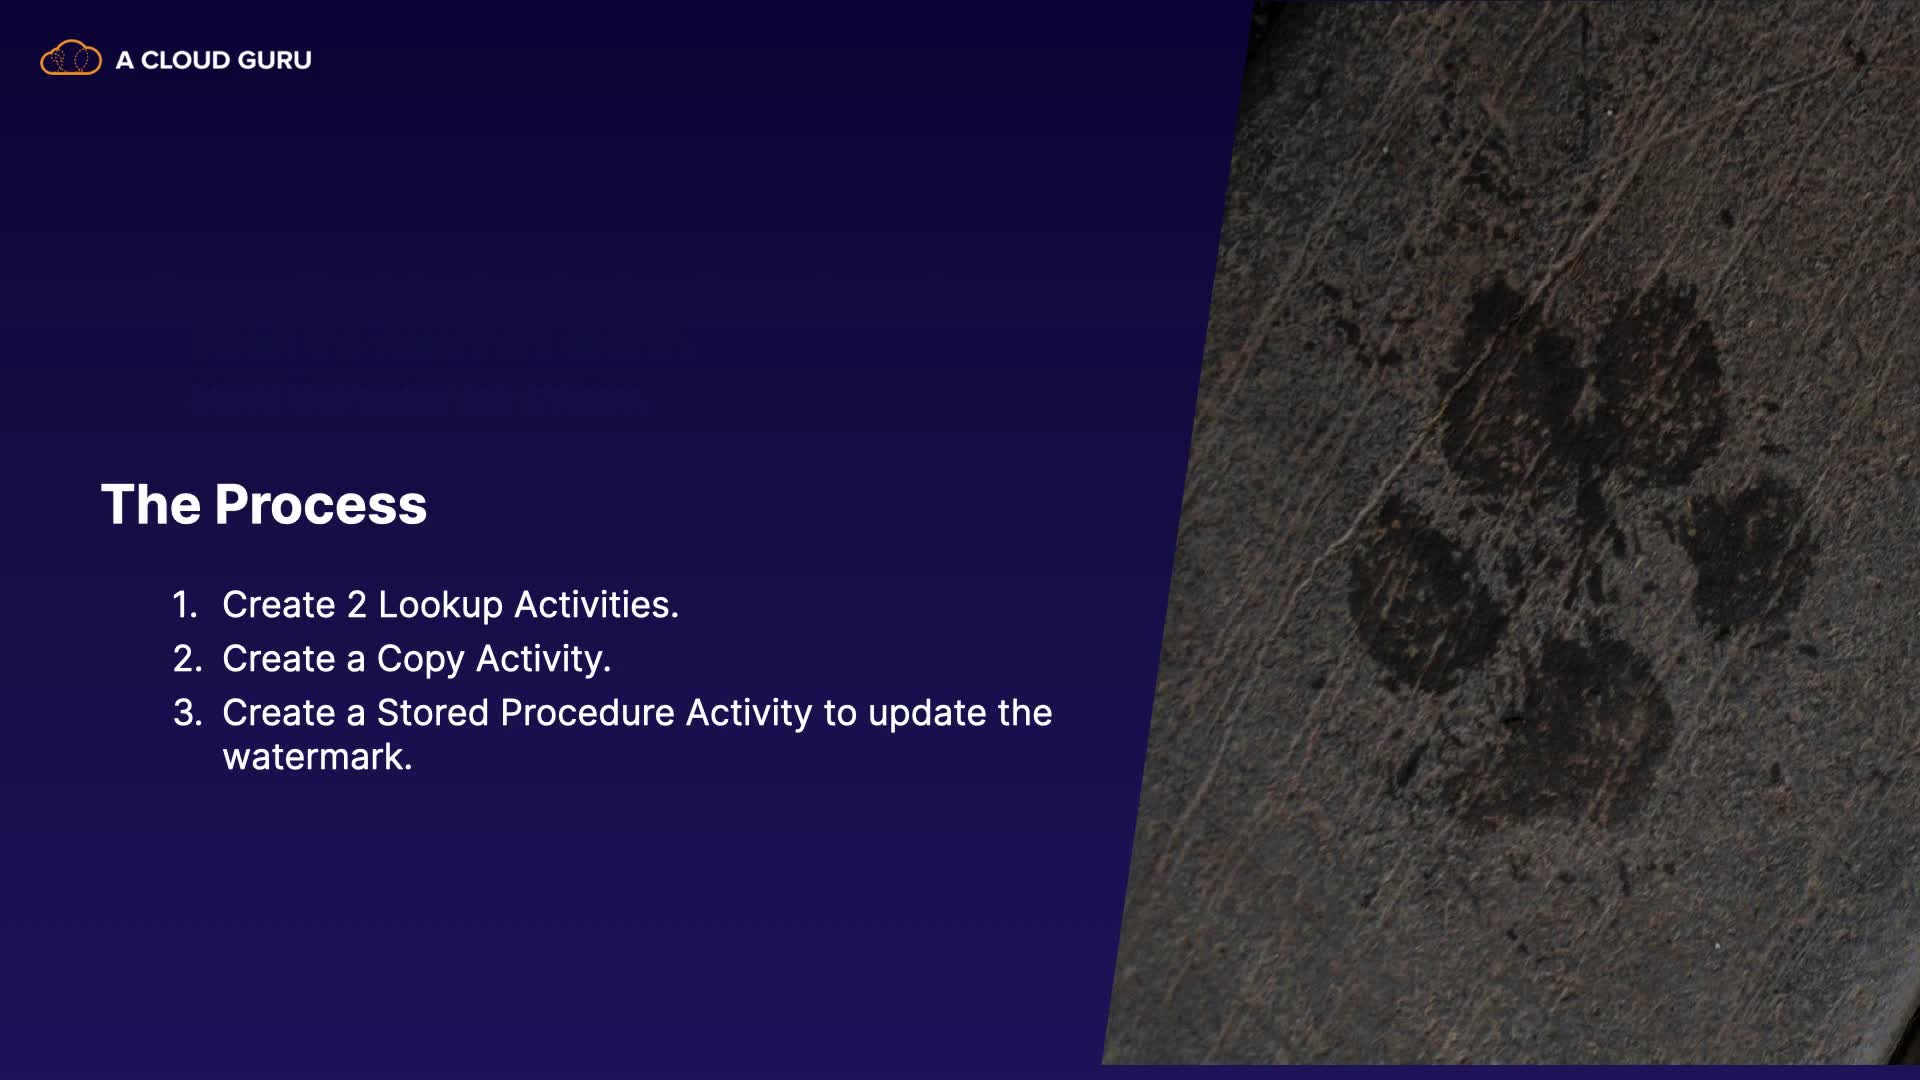 A CLOUD GURU
The Process
1. Create 2 Lookup Activities.
2. Create a Copy Activity.
3. Create a Stored Procedure Activity to update the
watermark.